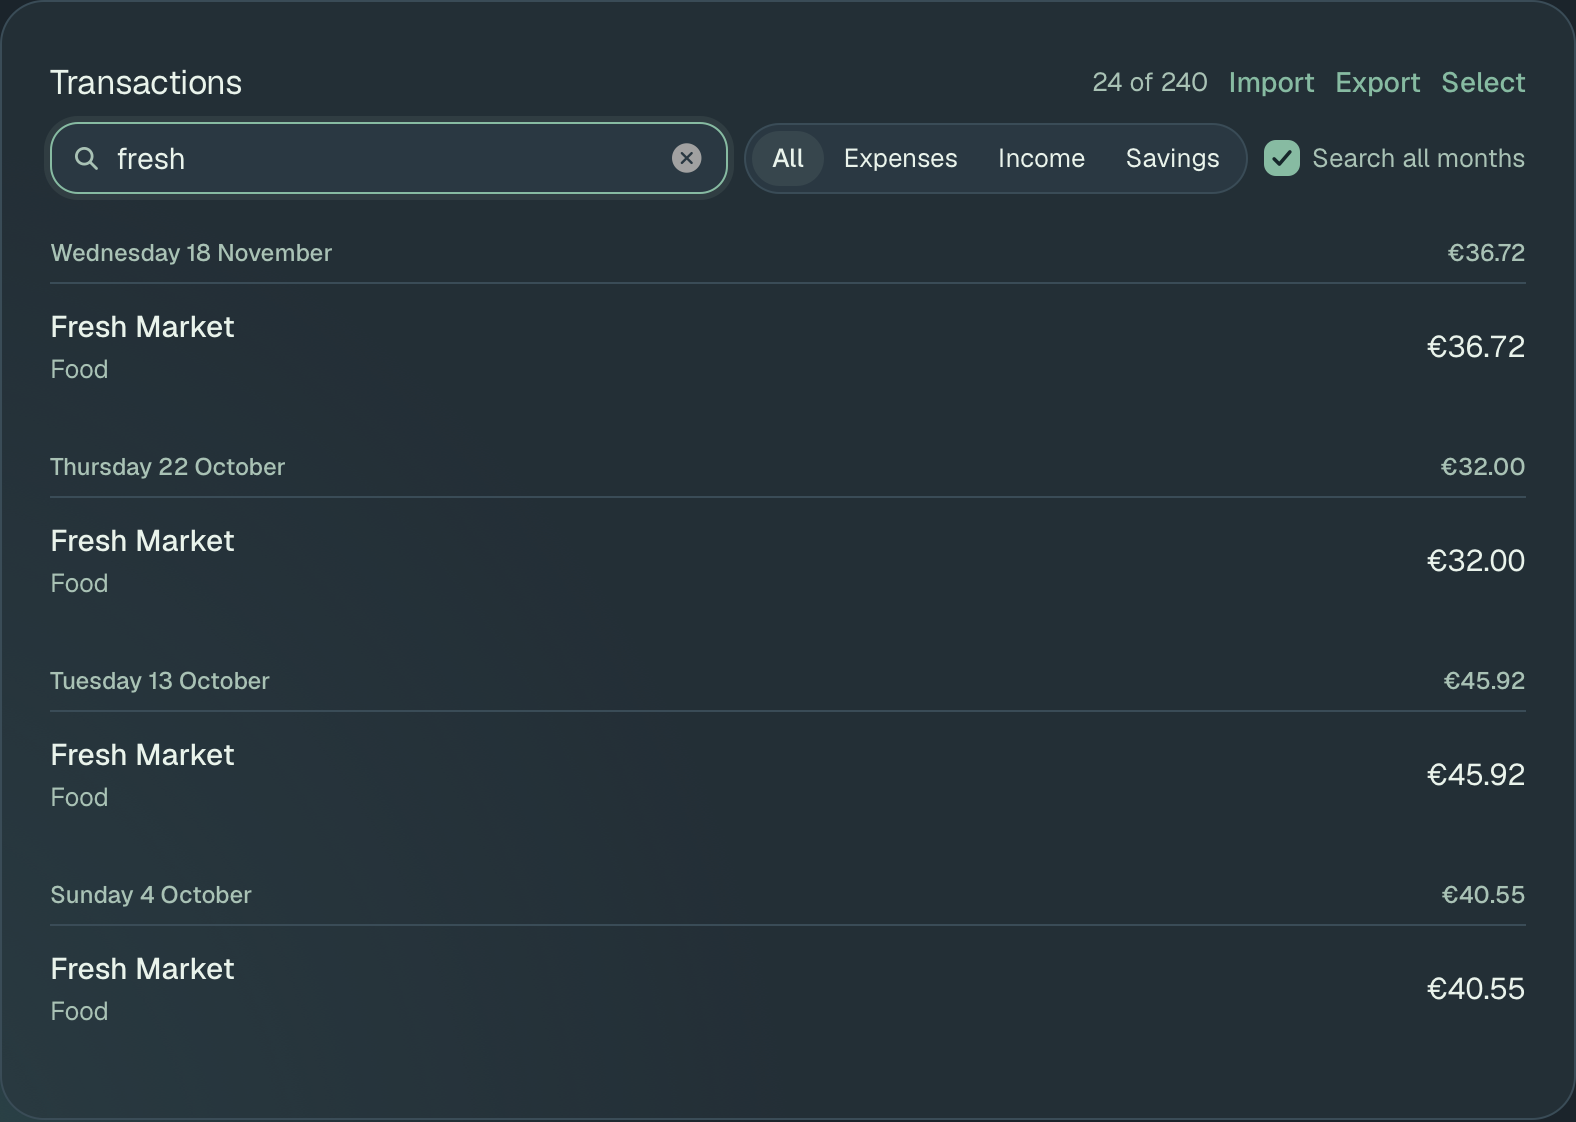 Transactions
24 of 240 Import Export Select
fresh
All Expenses Income Savings
Search all months
Wednesday 18 November €36.72
Fresh Market
Food
€36.72
Thursday 22 October €32.00
Fresh Market
Food
€32.00
Tuesday 13 October €45.92
Fresh Market
Food
€45.92
Sunday 4 October €40.55
Fresh Market
Food
€40.55